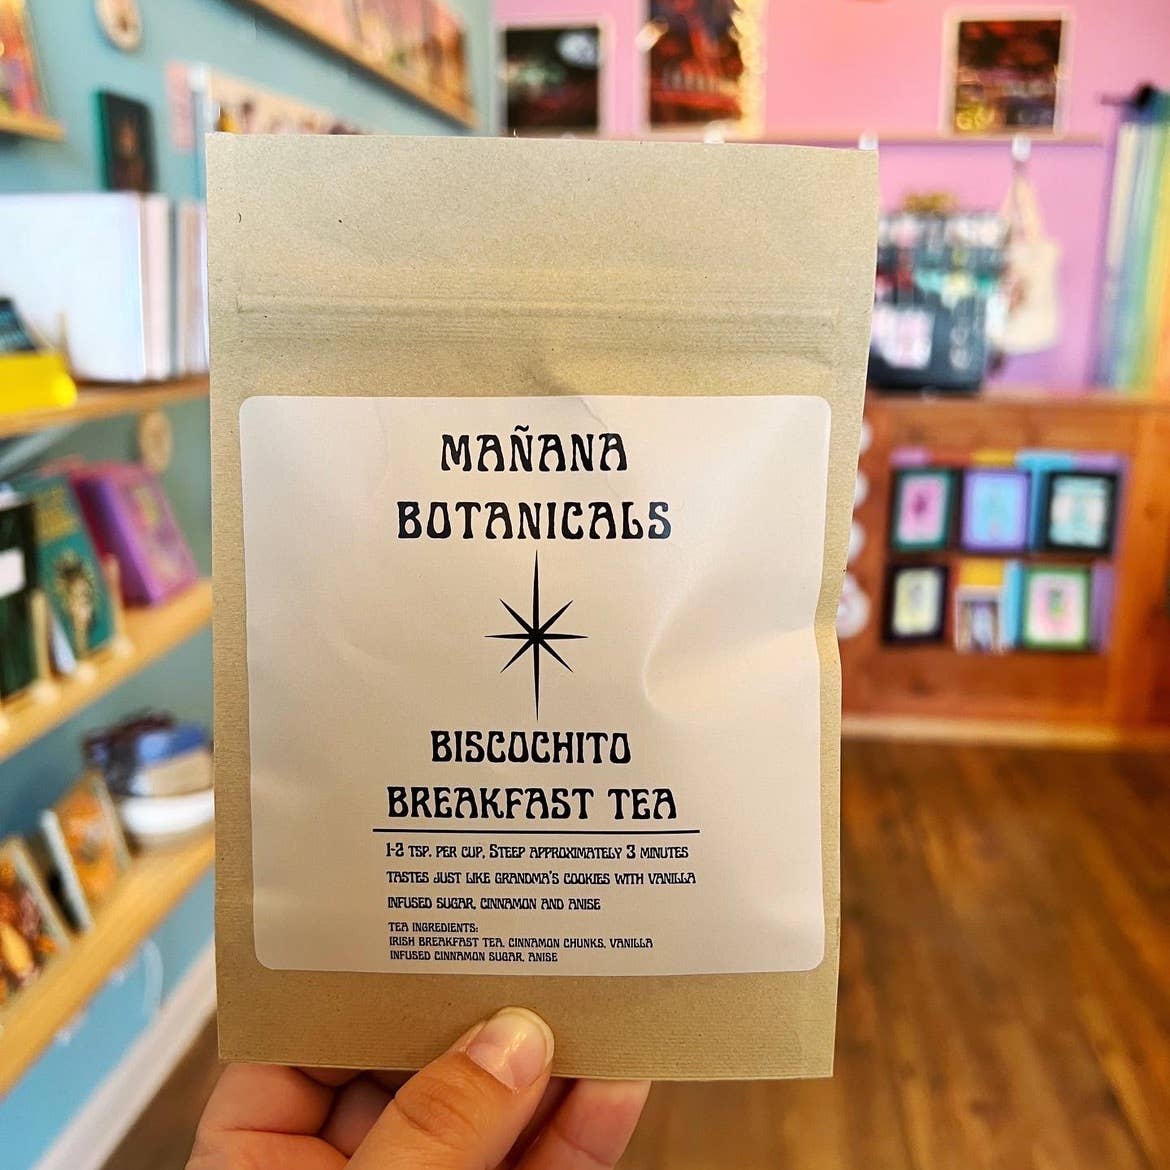 MAÑANA
BOTANICALS
BISCOCHITO
BREAKFAST TEA
1-2 TSP. PER CUP, STEEP APPROXIMATELY 3 MINUTES
TASTES JUST LIKE GRANDMA'S COOKIES WITH VANILLA
INFUSED SUGAR, CINNAMON AND ANISE
TEA INGREDIENTS:
IRISH BREAKFAST TEA, CINNAMON CHUNKS, VANILLA
INFUSED CINNAMON SUGAR, ANISE